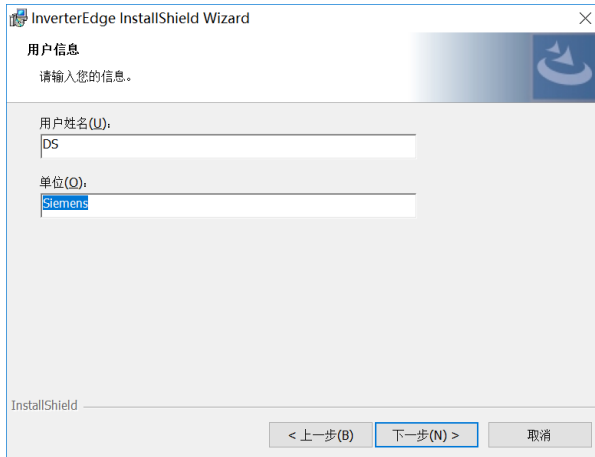 InverterEdge InstallShield Wizard
用户信息
请输入您的信息。
用户姓名(U):
DS
单位(O):
Siemens
InstallShield
< 上一步(B)
下一步(N) >
取消